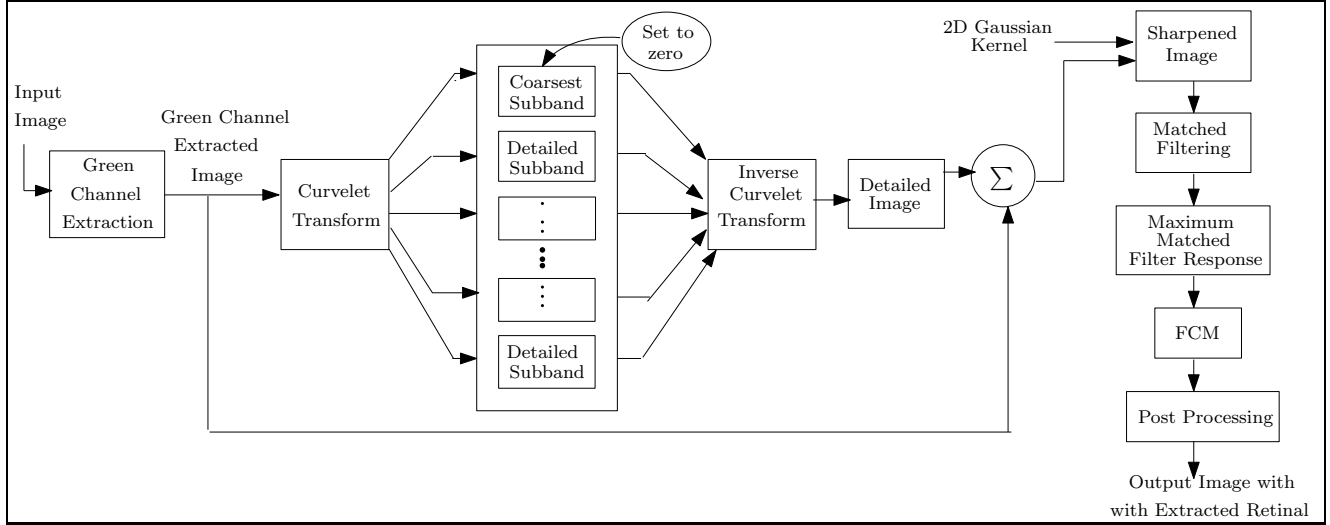 Input
Image
Green
Channel
Extraction
Green Channel
Extracted
Image
Curvelet
Transform
Set to
zero
Coarsest
Subband
Detailed
Subband
Detailed
Subband
Inverse
Curvelet
Transform
Detailed
Image
∑
2D Gaussian
Kernel
Sharpened
Image
Matched
Filtering
Maximum
Matched
Filter Response
FCM
Post Processing
Output Image with
with Extracted Retinal